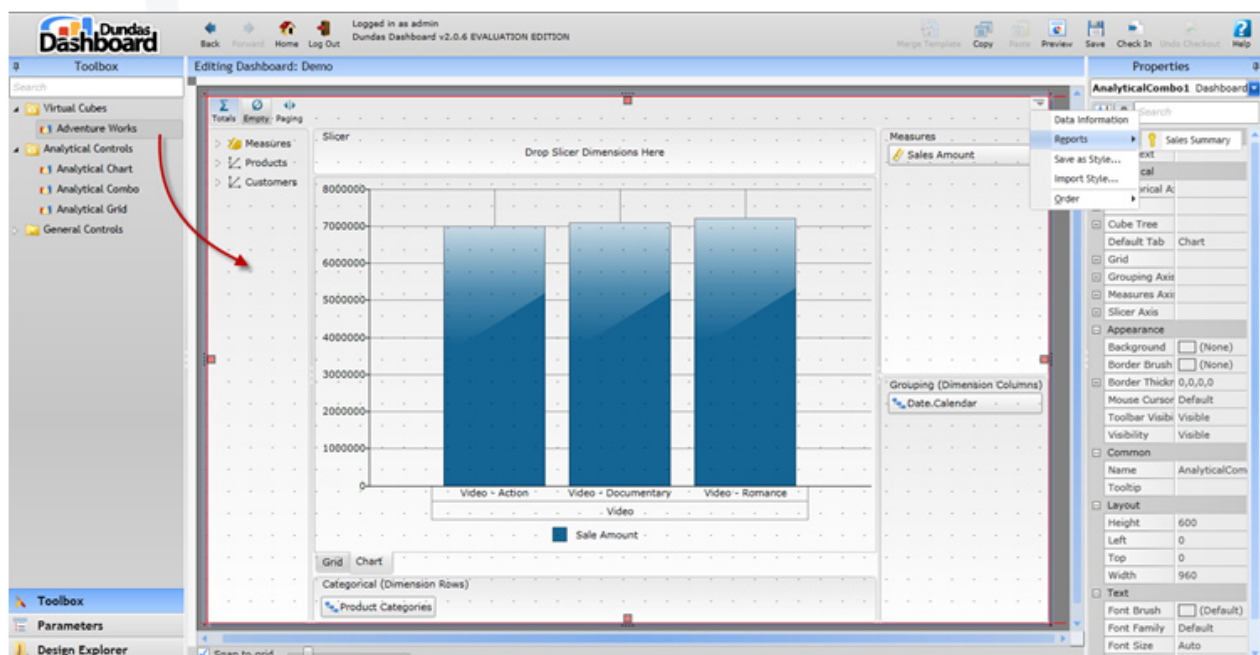 Dundas Dashboard
Back Forward Home Log Out
Logged in as admin
Dundas Dashboard v2.0.6 EVALUATION EDITION
Merge Template Copy Paste Preview Save Check In Undo Checkout Help
Toolbox
Search
Virtual Cubes
Adventure Works
Analytical Controls
Analytical Chart
Analytical Combo
Analytical Grid
General Controls
Toolbox
Parameters
Design Explorer
Editing Dashboard: Demo
Totals Empty Paging
Measures
Products
Customers
Slicer
Drop Slicer Dimensions Here
8000000
7000000
6000000
5000000
4000000
3000000
2000000
1000000
0
Video - Action Video - Documentary Video - Romance
Video
Sale Amount
Grid Chart
Categorical (Dimension Rows)
Product Categories
Snap to grid
Measures
Sales Amount
Grouping (Dimension Columns)
Date.Calendar
Data Information
Reports
Sales Summary
Save as Style...
Import Style...
Order
Properties
AnalyticalCombo1 Dashboard
Search
Cube Tree
Default Tab Chart
Grid
Grouping Axis
Measures Axis
Slicer Axis
Appearance
Background (None)
Border Brush (None)
Border Thickn 0,0,0,0
Mouse Cursor Default
Toolbar Visibi Visible
Visibility Visible
Common
Name AnalyticalCom
Tooltip
Layout
Height 600
Left 0
Top 0
Width 960
Text
Font Brush (Default)
Font Family Default
Font Size Auto